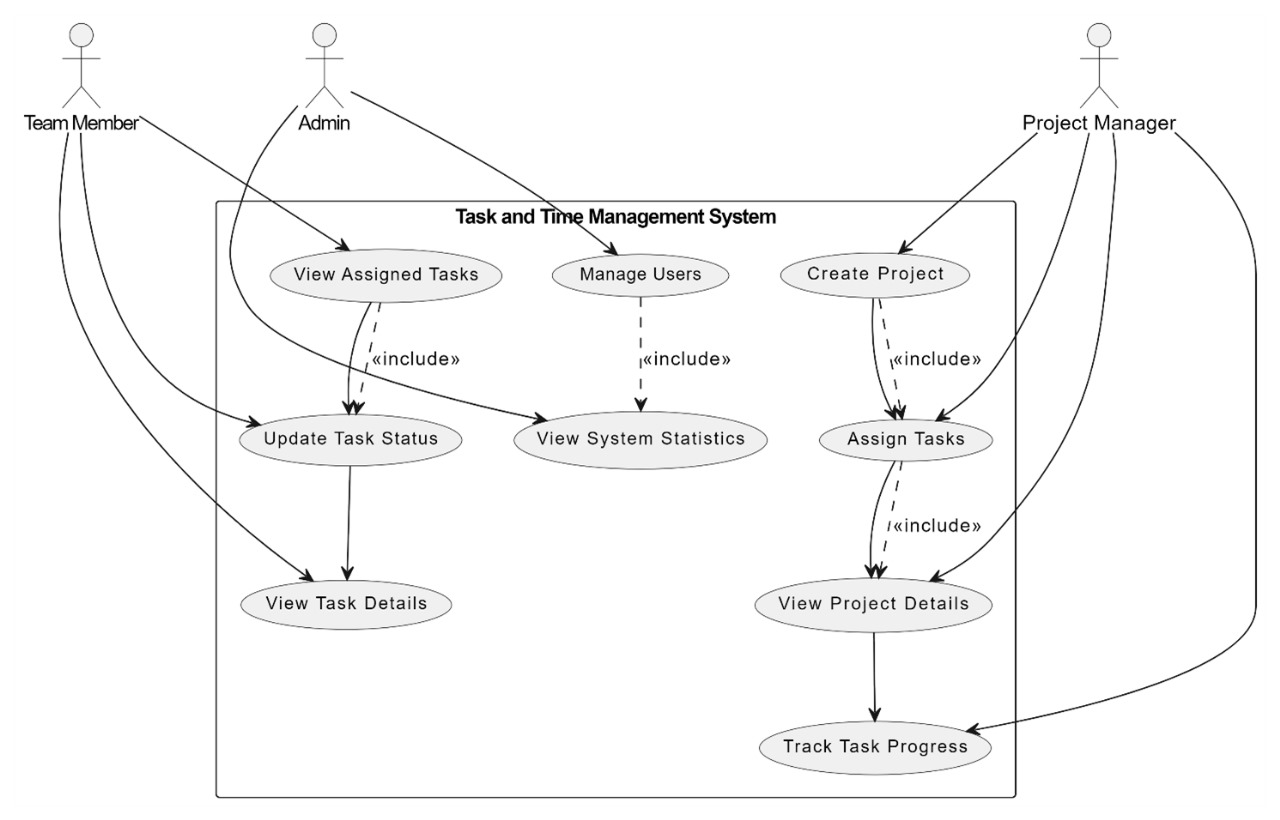 Team Member
Admin
Project Manager
Task and Time Management System
View Assigned Tasks
Manage Users
Create Project
«include»
«include»
«include»
Update Task Status
View System Statistics
Assign Tasks
«include»
View Task Details
View Project Details
Track Task Progress